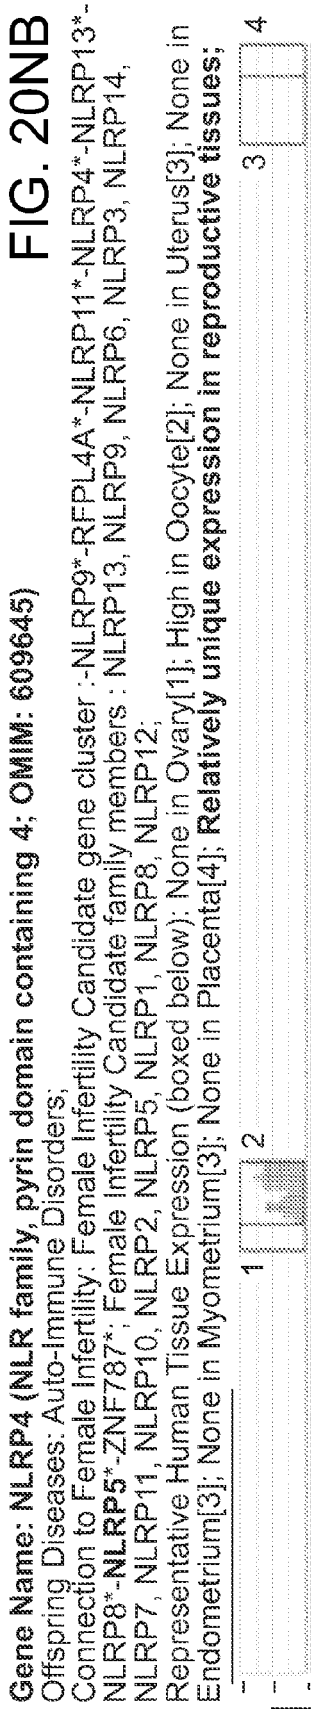 FIG. 20NB
Gene Name: NLRP4 (NLR family, pyrin domain containing 4; OMIM: 609645)
Offspring Diseases: Auto-Immune Disorders;
Connection to Female Infertility: Female Infertility Candidate gene cluster :-NLRP9*-RFPL4A*-NLRP11*-NLRP4*-NLRP13*-
NLRP8*-NLRP5*-ZNF787*; Female Infertility Candidate family members : NLRP13, NLRP9, NLRP6, NLRP3, NLRP14,
NLRP7, NLRP11, NLRP10, NLRP2, NLRP5, NLRP1, NLRP8, NLRP12;
Representative Human Tissue Expression (boxed below): None in Ovary[1]; High in Oocyte[2]; None in Uterus[3]; None in
Endometrium[3]; None in Myometrium[3]; None in Placenta[4]; Relatively unique expression in reproductive tissues;
1 2 3 4